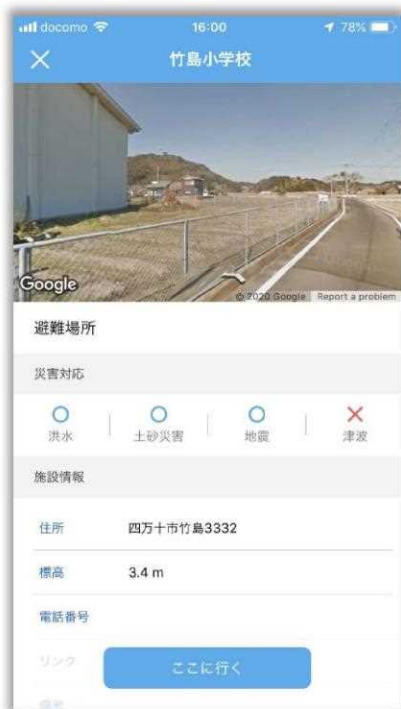 docomo 16:00 78%
竹島小学校
Google
© 2020 Google Report a problem
避難場所
災害対応
洪水 土砂災害 地震 津波
施設情報
住所 四万十市竹島3332
標高 3.4 m
電話番号
リンク ここに行く
備考